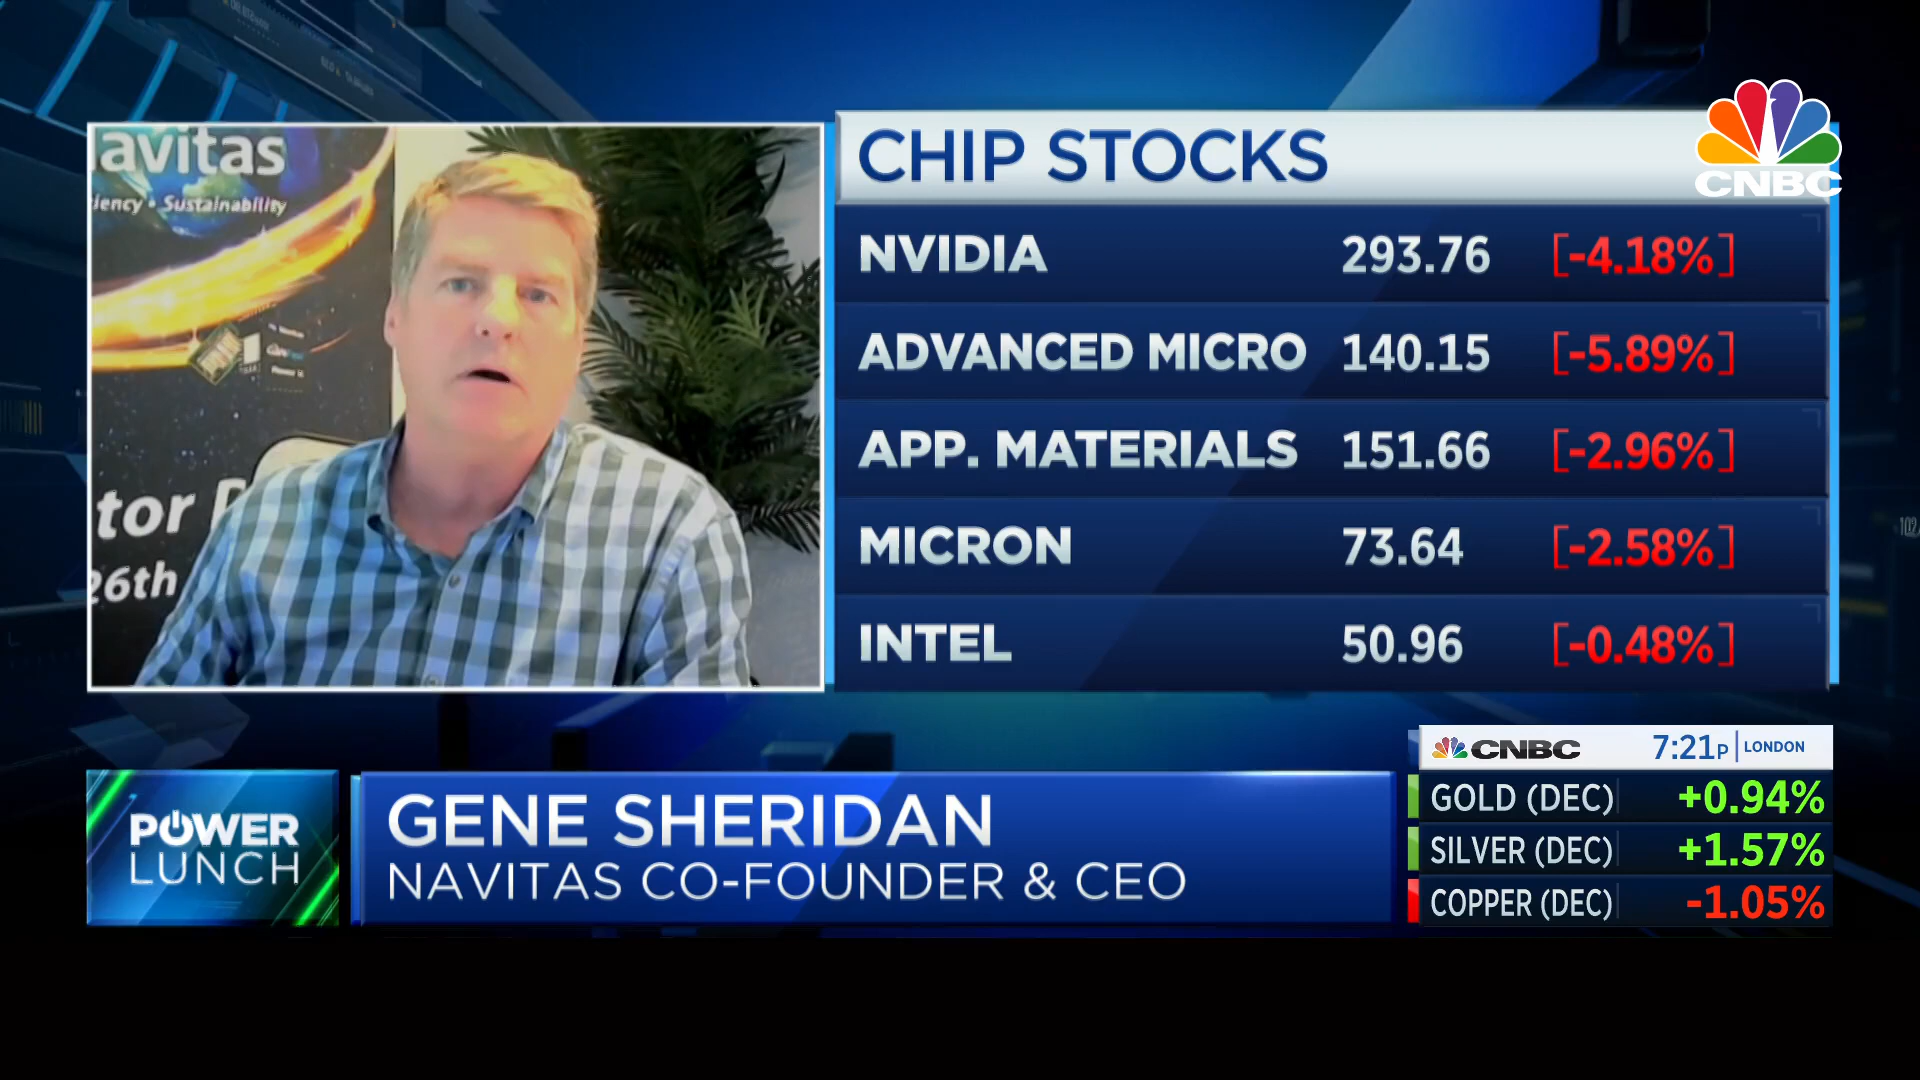 avitas
iency • Sustainability
tor
26th
CHIP STOCKS
CNBC
NVIDIA 293.76 [-4.18%]
ADVANCED MICRO 140.15 [-5.89%]
APP. MATERIALS 151.66 [-2.96%]
MICRON 73.64 [-2.58%]
INTEL 50.96 [-0.48%]
POWER
LUNCH
GENE SHERIDAN
NAVITAS CO-FOUNDER & CEO
CNBC 7:21P LONDON
GOLD (DEC) +0.94%
SILVER (DEC) +1.57%
COPPER (DEC) -1.05%